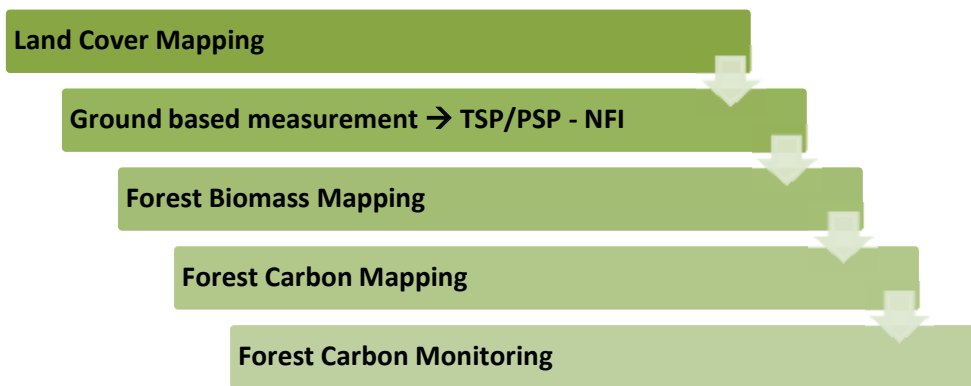 Land Cover Mapping
Ground based measurement → TSP/PSP - NFI
Forest Biomass Mapping
Forest Carbon Mapping
Forest Carbon Monitoring